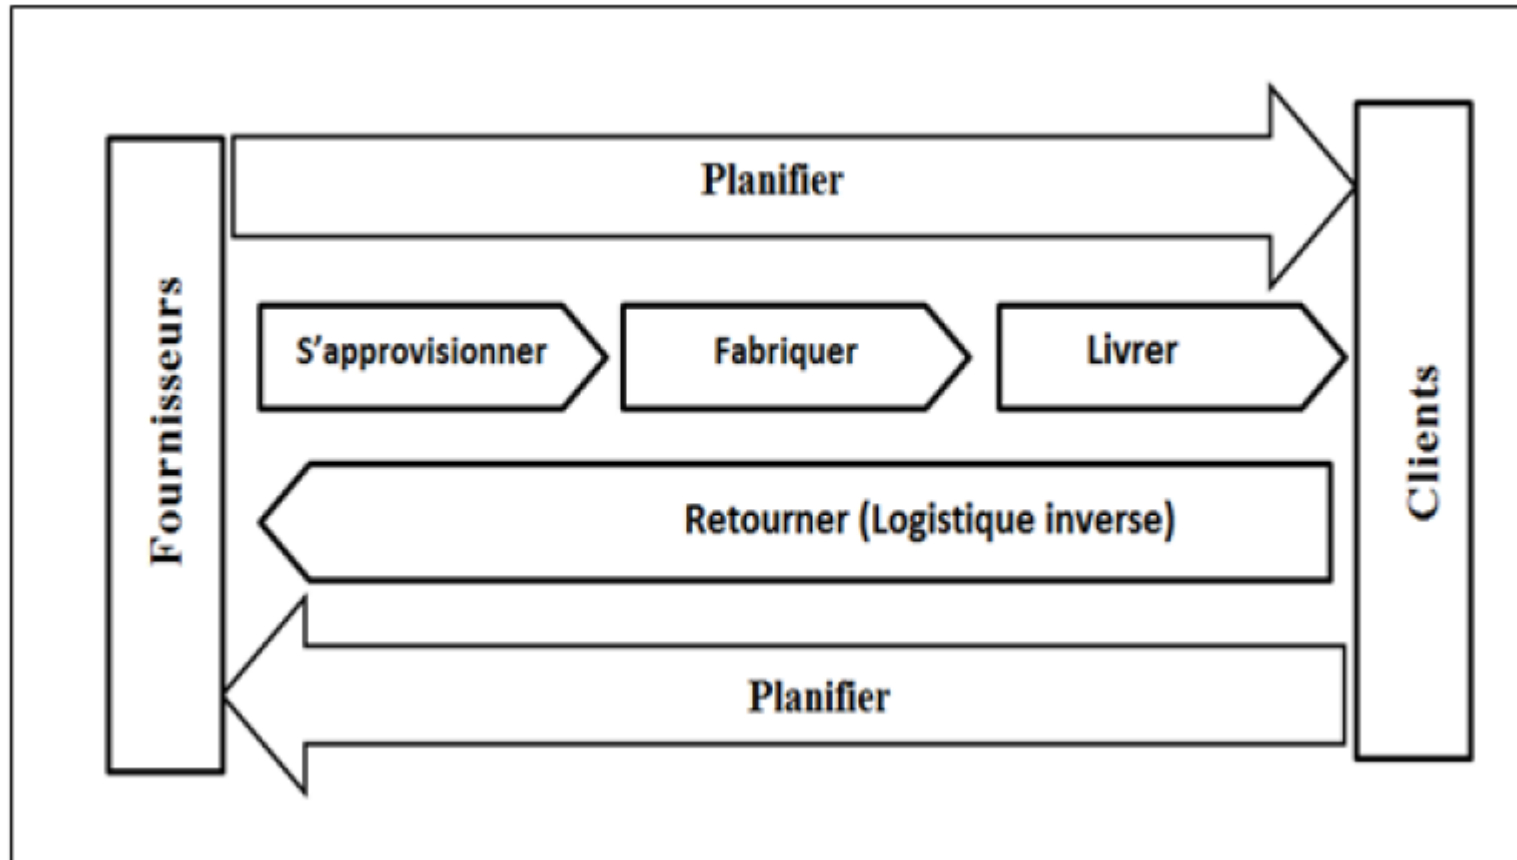 Planifier
Fournisseurs
S’approvisionner
Fabriquer
Livrer
Clients
Retourner (Logistique inverse)
Planifier